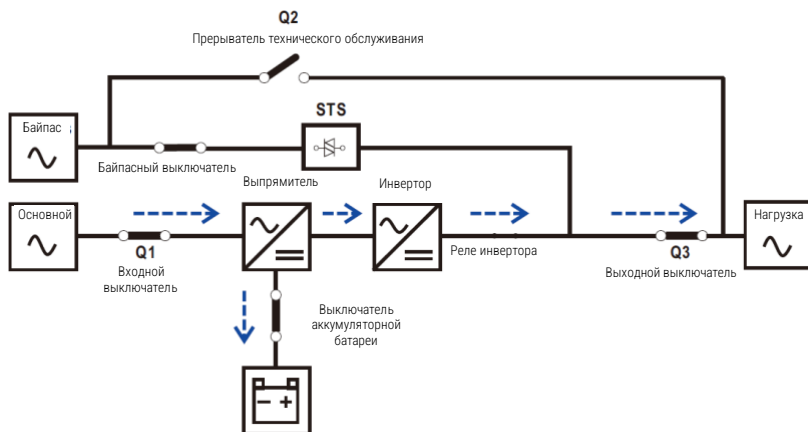 Q2
Прерыватель технического обслуживания
STS
Байпас
Байпасный выключатель
Выпрямитель
Инвертор
Основной
Нагрузка
Q1
Входной
выключатель
Реле инвертора
Q3
Выходной выключатель
Выключатель
аккумуляторной
батареи